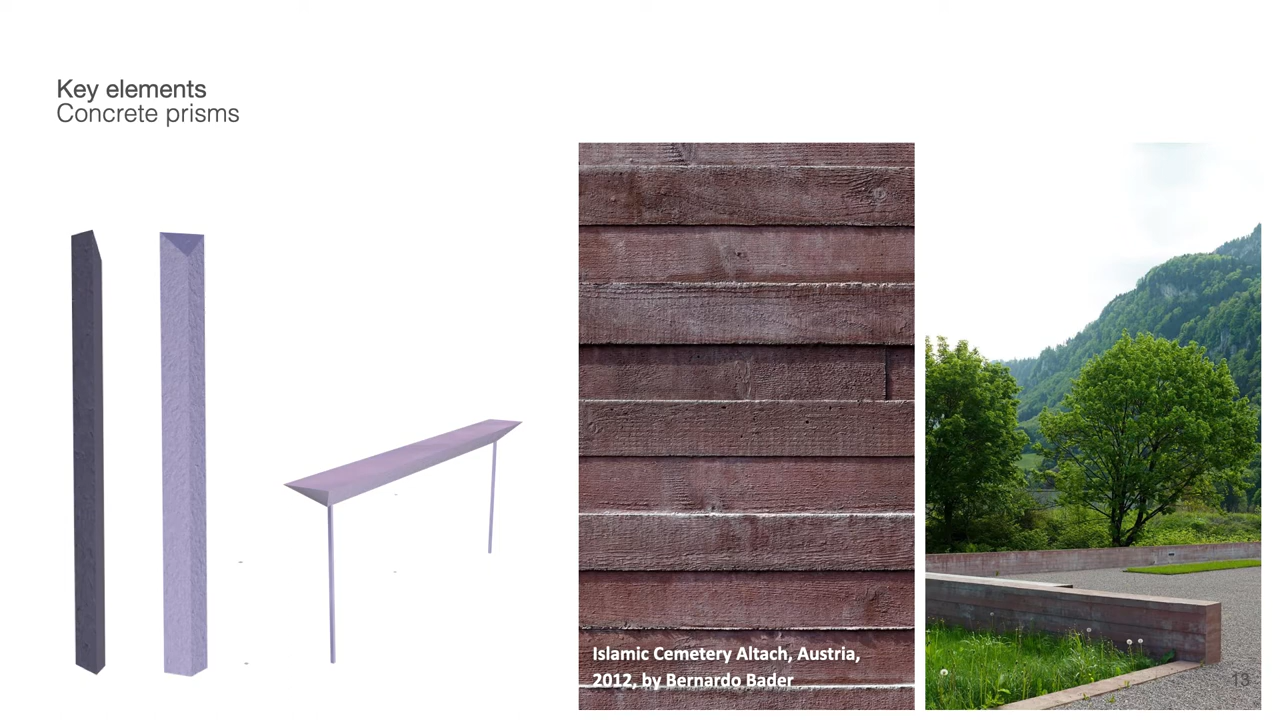 Key elements
Concrete prisms
Islamic Cemetery Altach, Austria,
2012, by Bernardo Bader
13